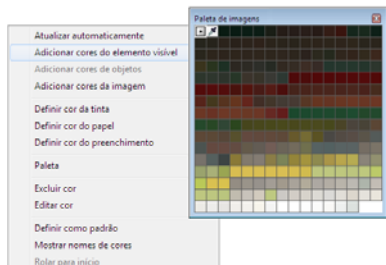 Paleta de imagens
Atualizar automaticamente
Adicionar cores do elemento visível
Adicionar cores de objetos
Adicionar cores da imagem
Definir cor da tinta
Definir cor do papel
Definir cor do preenchimento
Paleta
Excluir cor
Editar cor
Definir como padrão
Mostrar nomes de cores
Rolar para início